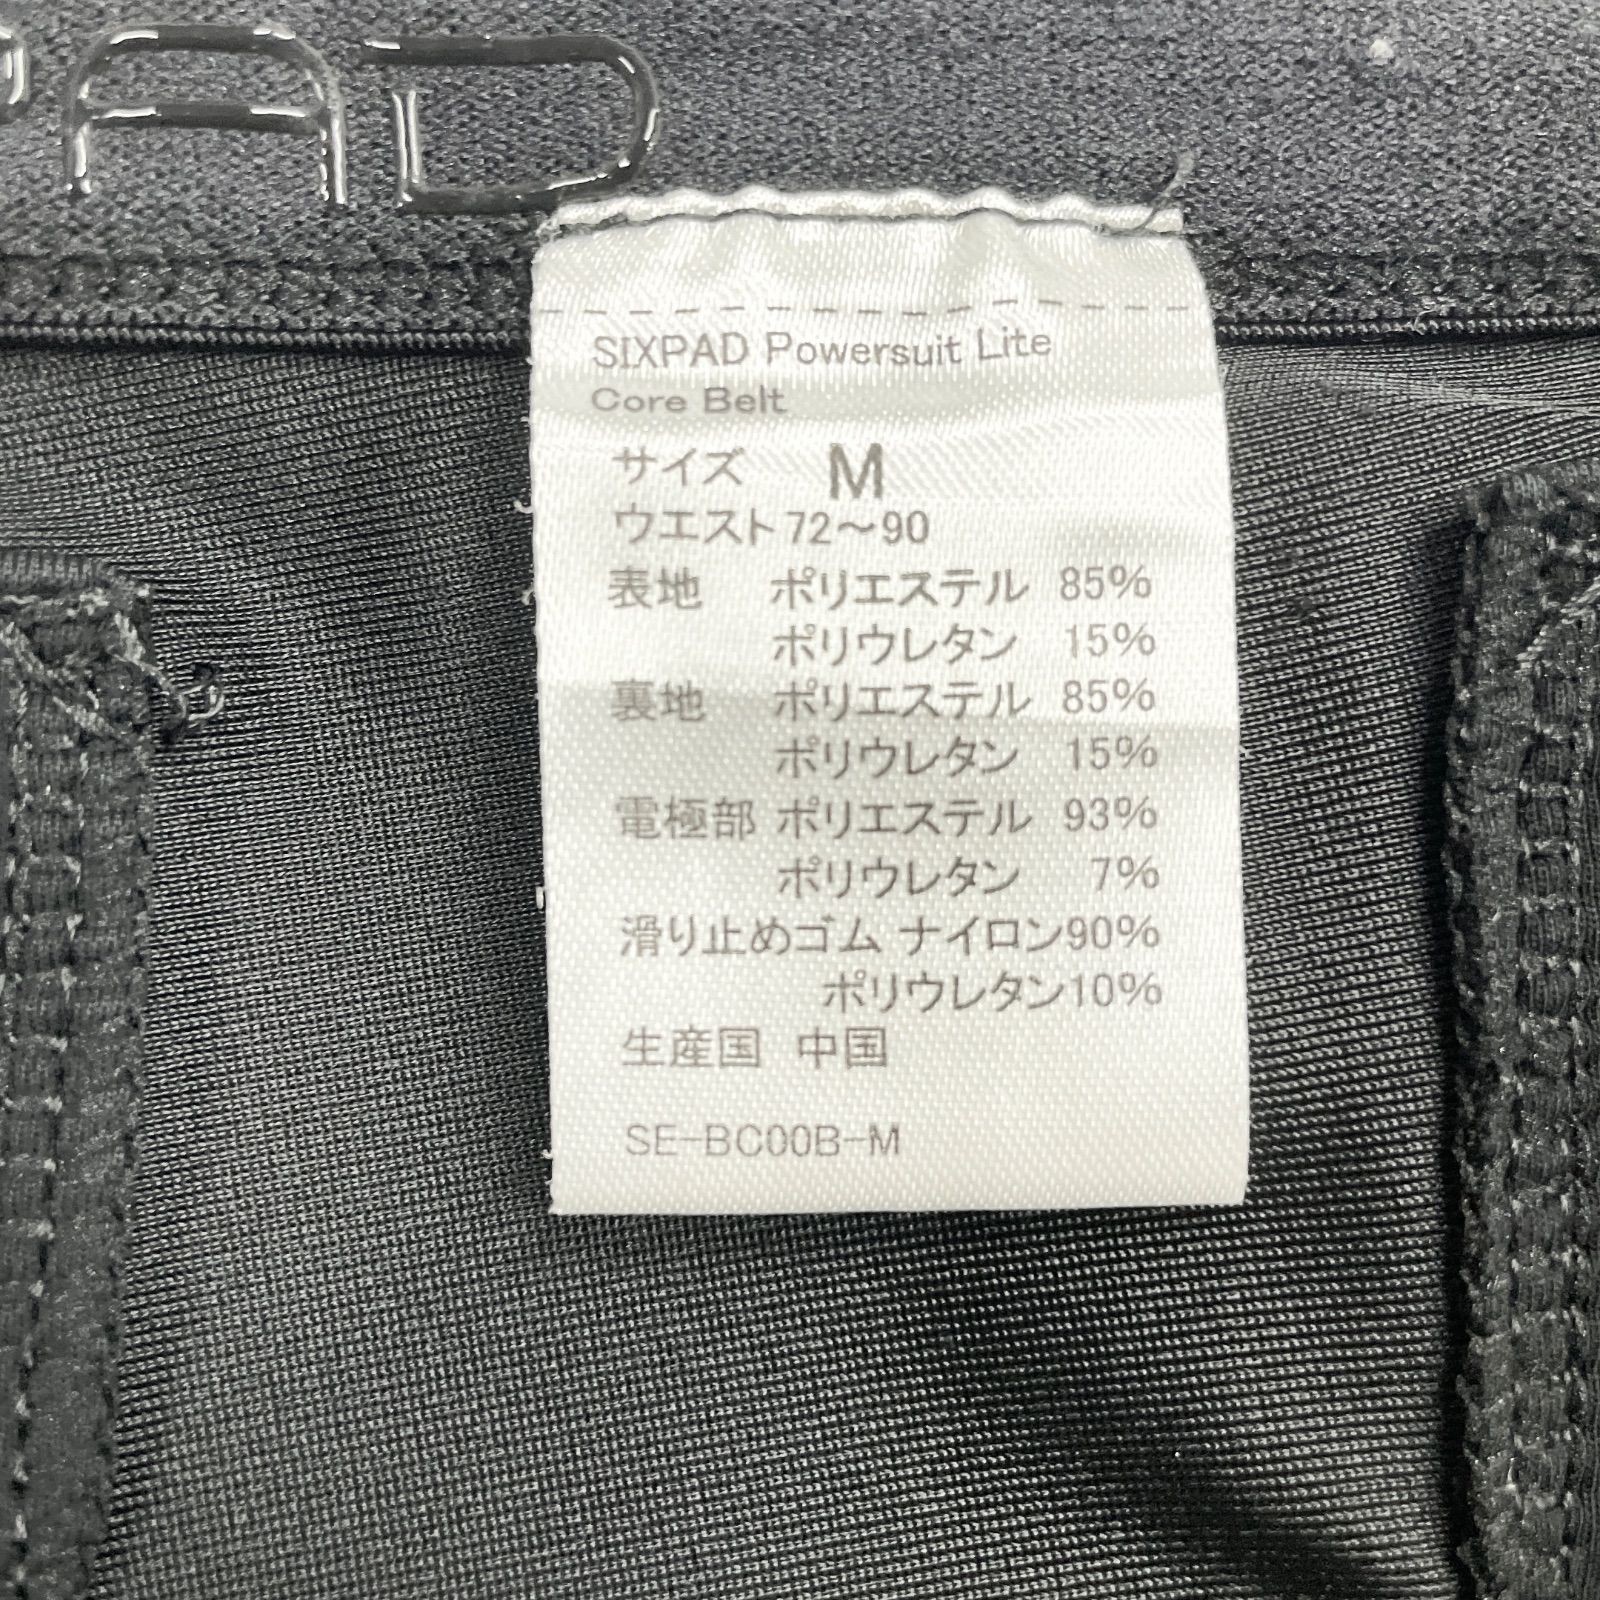 PAD
SIXPAD Powersuit Lite
Core Belt
サイズ M
ウエスト72～90
表地 ポリエステル 85%
ポリウレタン 15%
裏地 ポリエステル 85%
ポリウレタン 15%
電極部 ポリエステル 93%
ポリウレタン 7%
滑り止めゴム ナイロン90%
ポリウレタン10%
生産国 中国
SE-BC00B-M